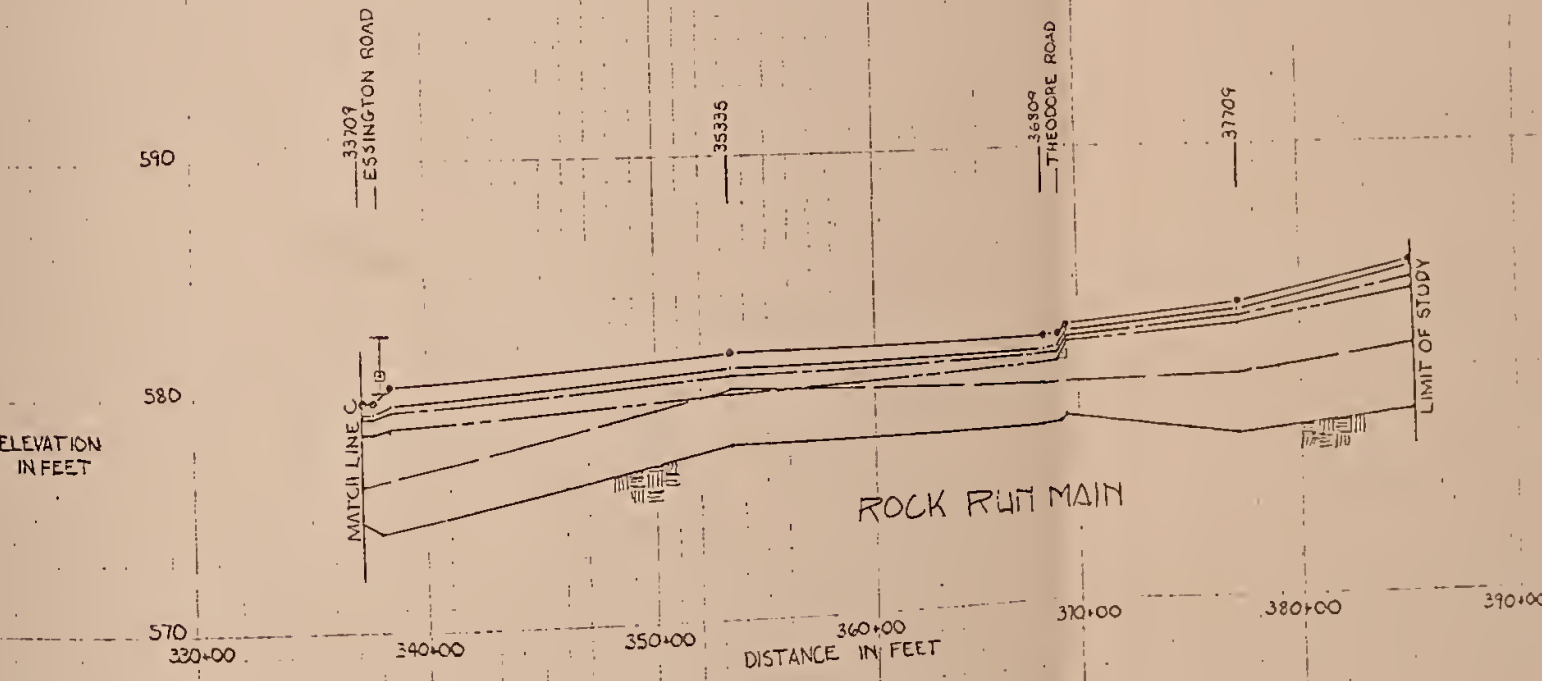 33709
ESSINGTON ROAD
35335
36809
THEODORE ROAD
37709
590
580
ELEVATION
IN FEET
MATCH LINE C
LIMIT OF STUDY
ROCK RUN MAIN
570
330+00
340+00
350+00
360+00
370+00
380+00
390+00
DISTANCE IN FEET